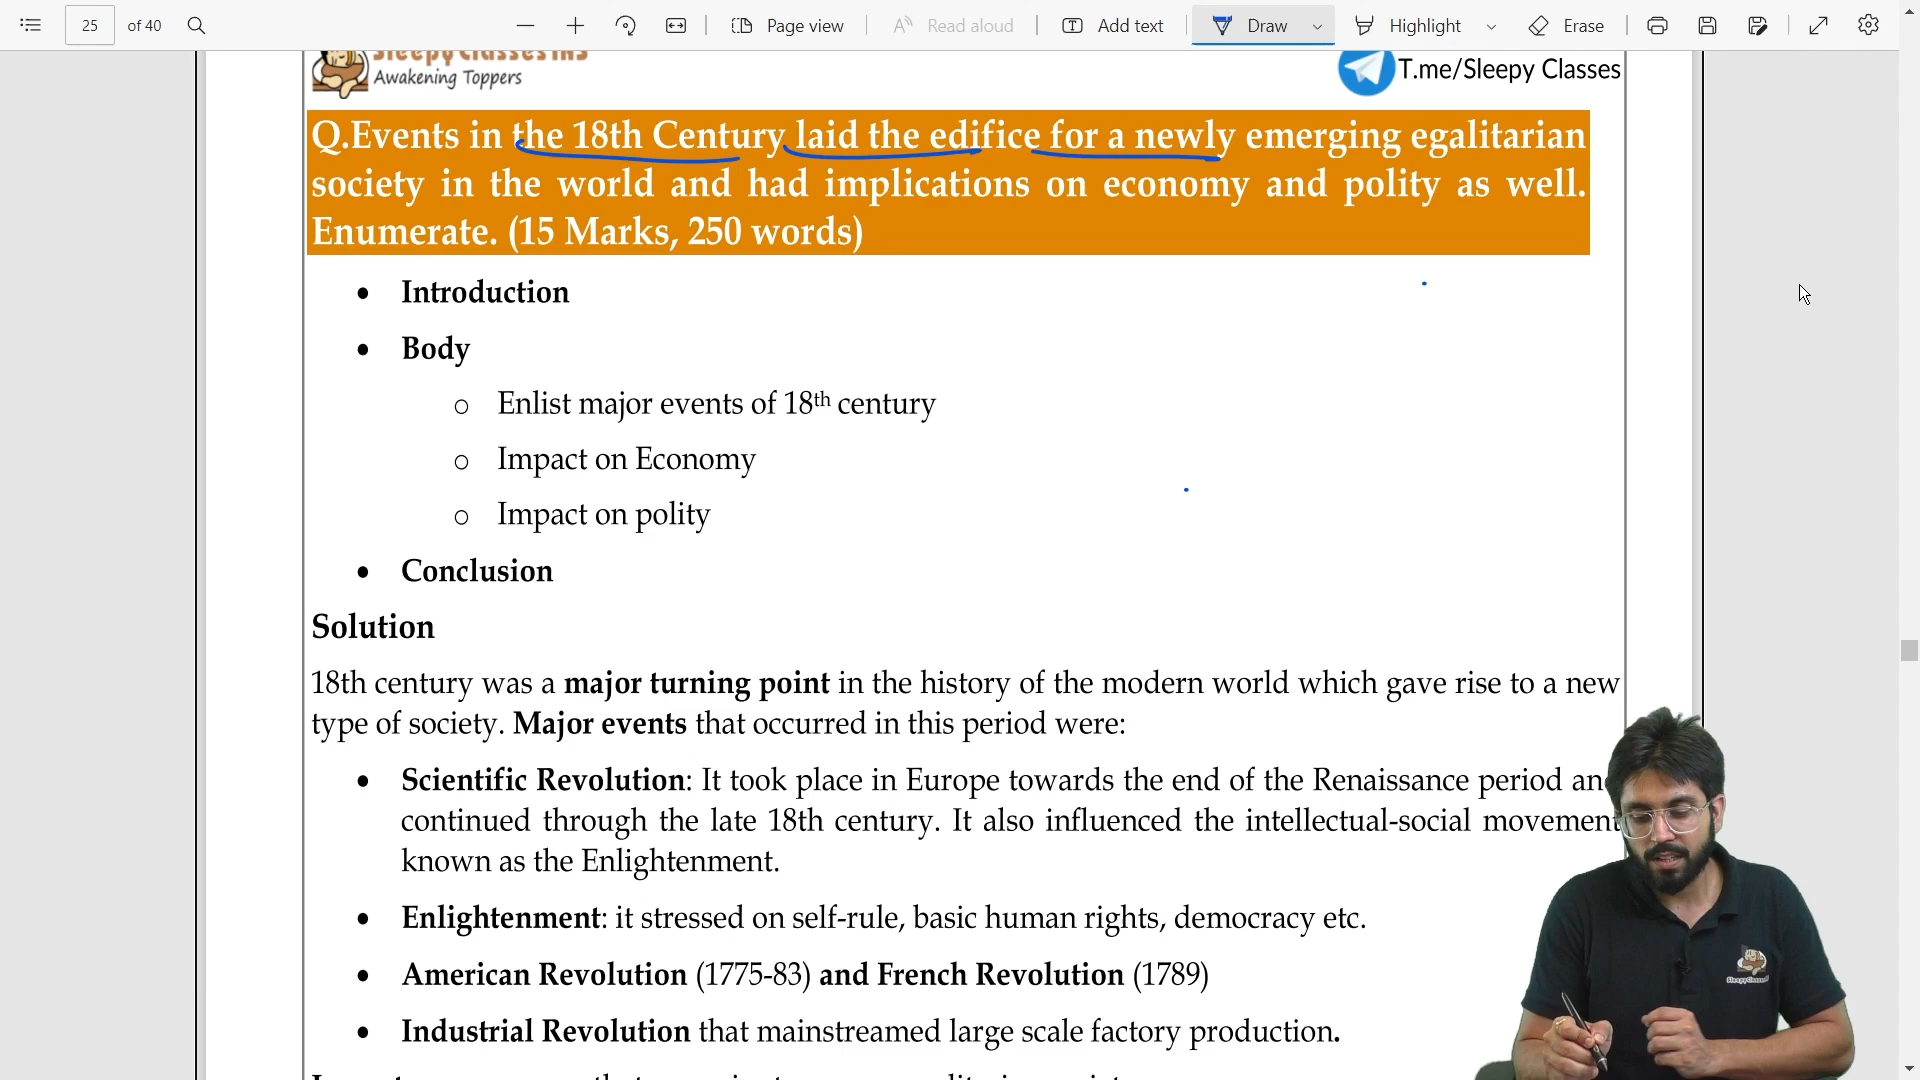 25 of 40 Page view Read aloud Add text Draw Highlight Erase
Sleepy Classes IAS
Awakening Toppers
T.me/Sleepy Classes
Q.Events in the 18th Century laid the edifice for a newly emerging egalitarian
society in the world and had implications on economy and polity as well.
Enumerate. (15 Marks, 250 words)
• Introduction
• Body
o Enlist major events of 18th century
o Impact on Economy
o Impact on polity
• Conclusion
Solution
18th century was a major turning point in the history of the modern world which gave rise to a new
type of society. Major events that occurred in this period were:
• Scientific Revolution: It took place in Europe towards the end of the Renaissance period and
continued through the late 18th century. It also influenced the intellectual-social movement
known as the Enlightenment.
• Enlightenment: it stressed on self-rule, basic human rights, democracy etc.
• American Revolution (1775-83) and French Revolution (1789)
• Industrial Revolution that mainstreamed large scale factory production.